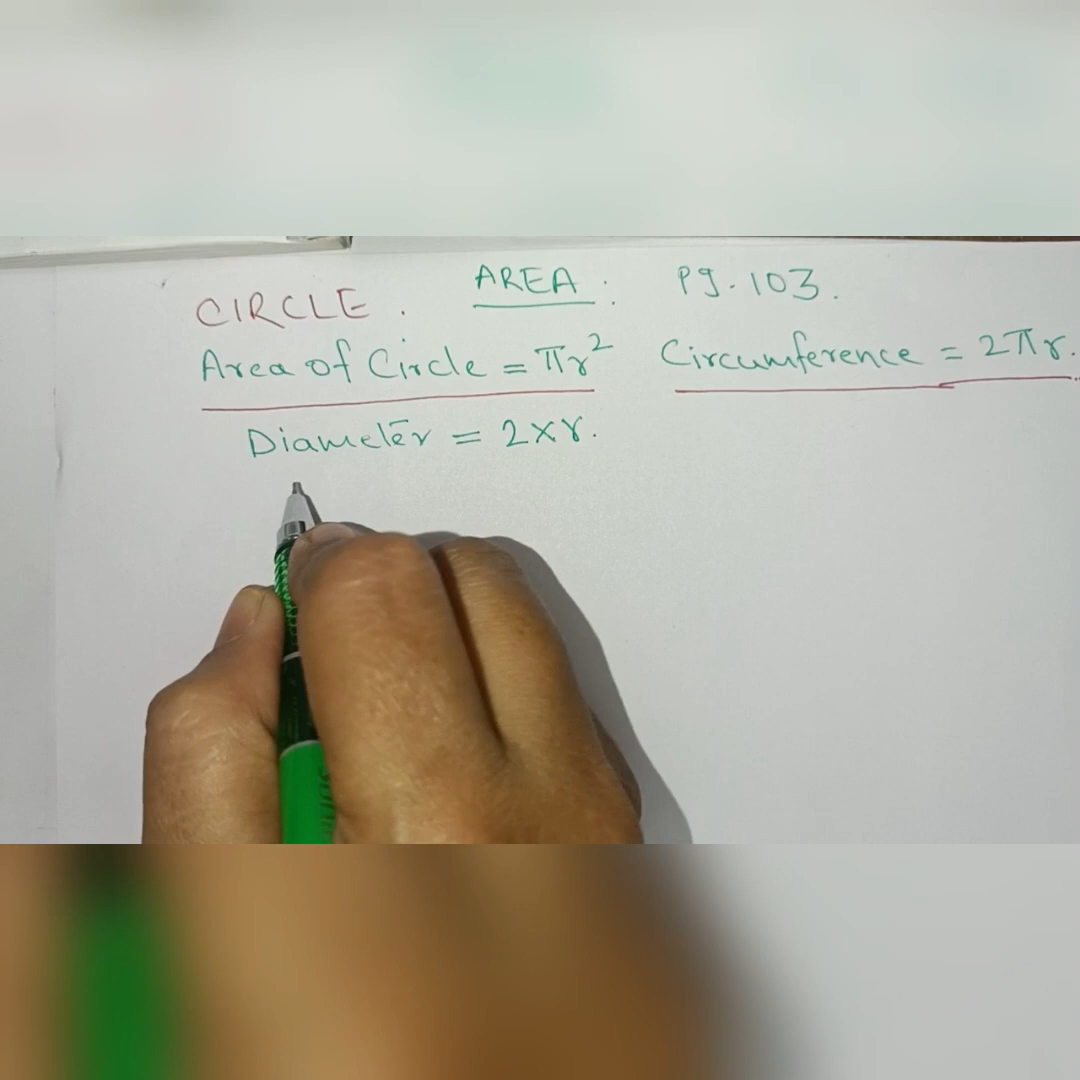 AREA : Pg. 103.
CIRCLE .
Area of Circle = πr² Circumference = 2πr.
Diameter = 2×r.